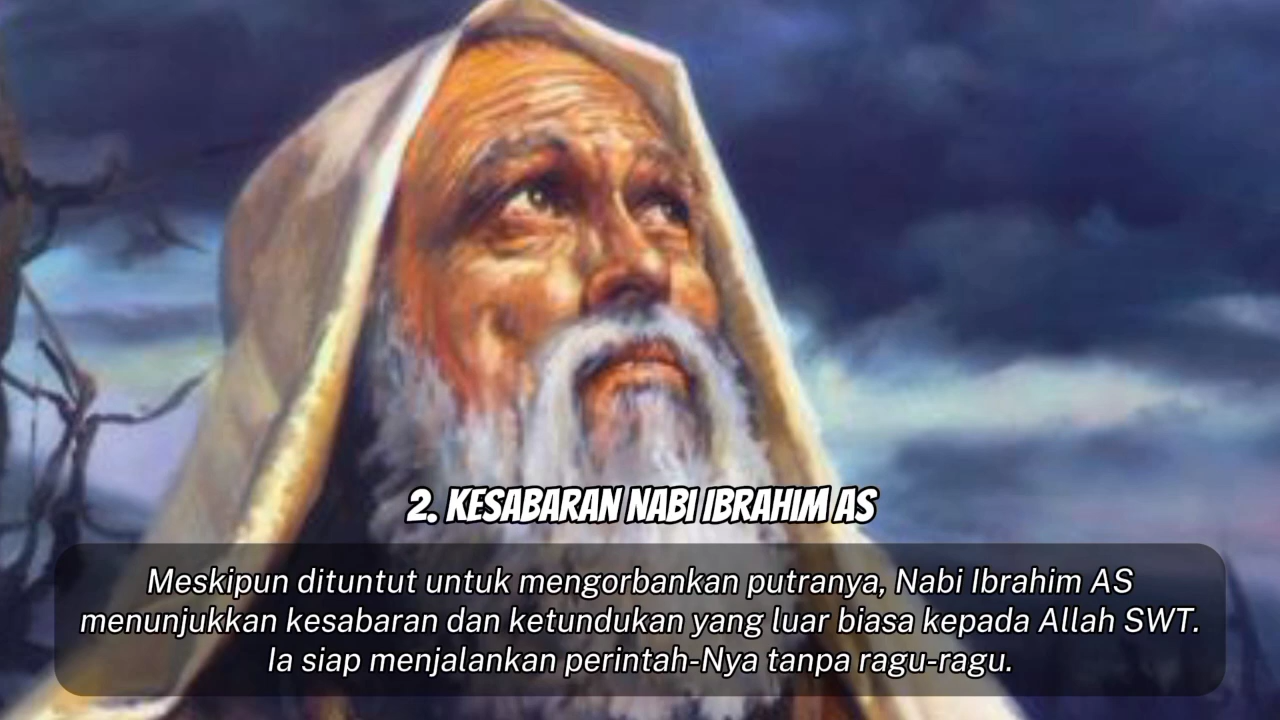 2. KESABARAN NABI IBRAHIM AS
Meskipun dituntut untuk mengorbankan putranya, Nabi Ibrahim AS
menunjukkan kesabaran dan ketundukan yang luar biasa kepada Allah SWT.
Ia siap menjalankan perintah-Nya tanpa ragu-ragu.